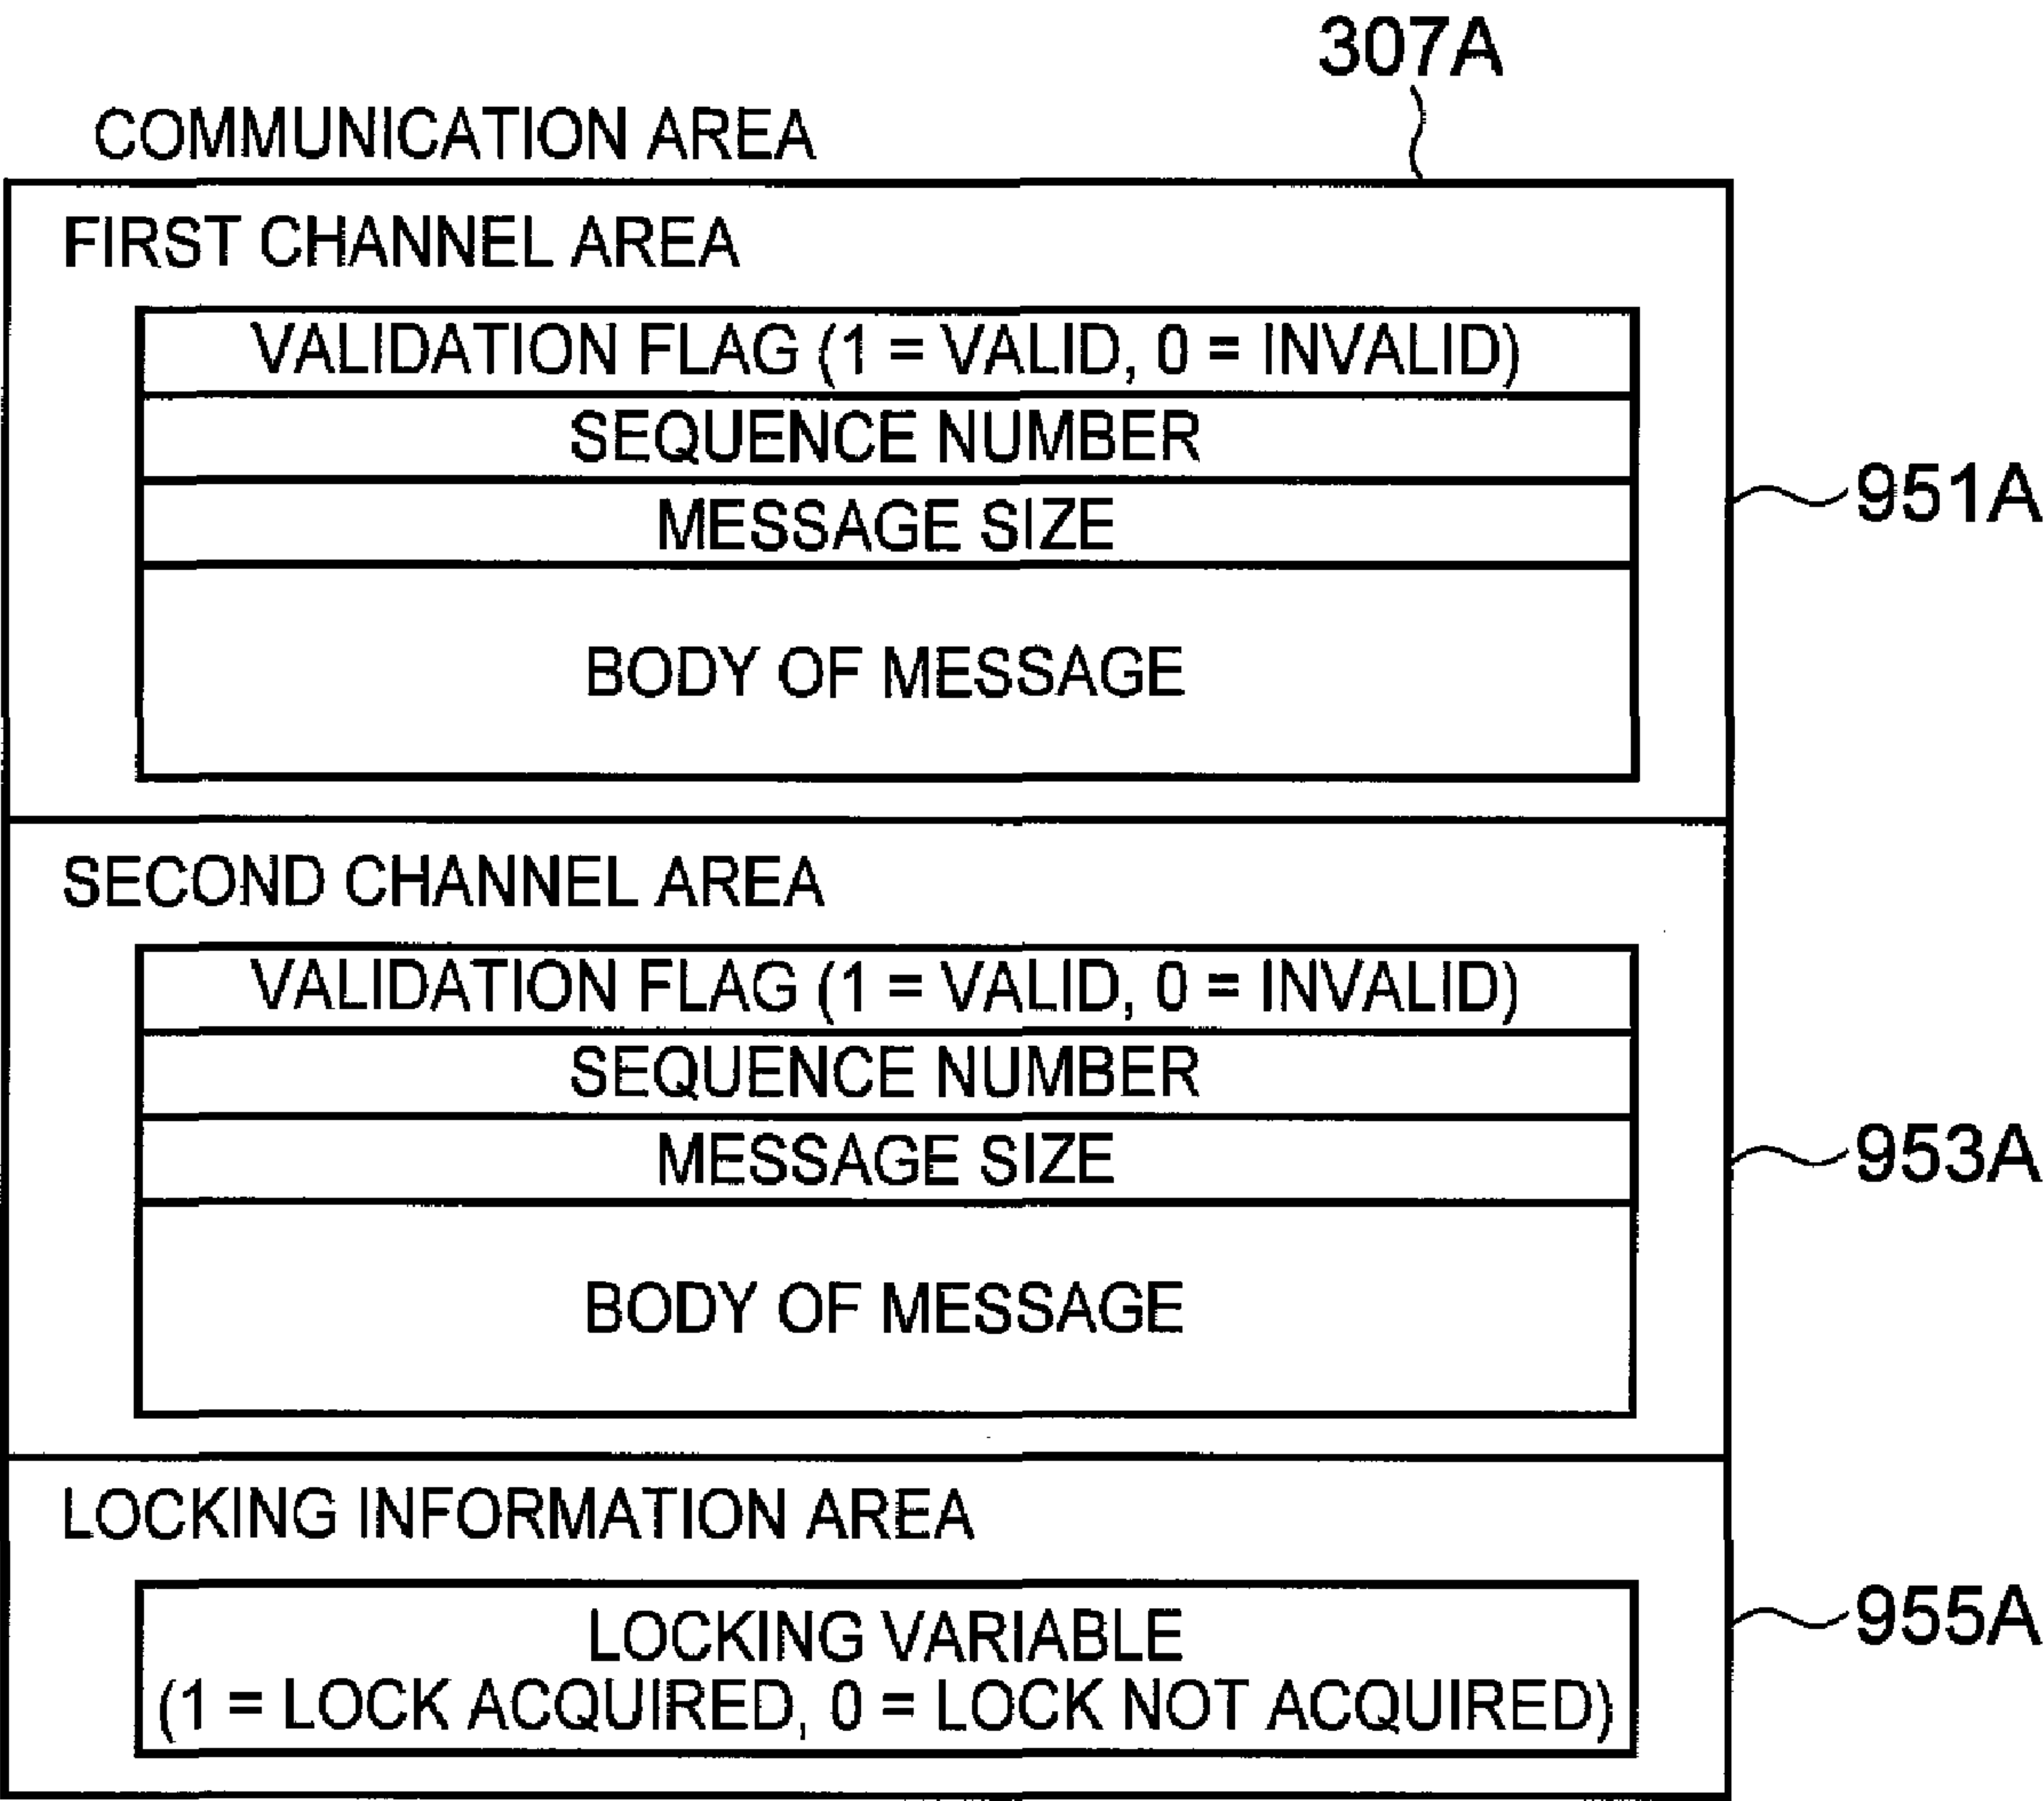 307A
COMMUNICATION AREA
FIRST CHANNEL AREA
VALIDATION FLAG (1 = VALID, 0 = INVALID)
SEQUENCE NUMBER
951A
MESSAGE SIZE
BODY OF MESSAGE
SECOND CHANNEL AREA
VALIDATION FLAG (1 = VALID, 0 = INVALID)
SEQUENCE NUMBER
MESSAGE SIZE
953A
BODY OF MESSAGE
LOCKING INFORMATION AREA
LOCKING VARIABLE
955A
(1 = LOCK ACQUIRED, 0 = LOCK NOT ACQUIRED)